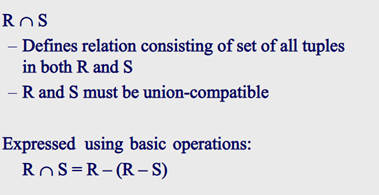 R ∩ S
– Defines relation consisting of set of all tuples
in both R and S
– R and S must be union-compatible
Expressed using basic operations:
R ∩ S = R – (R – S)